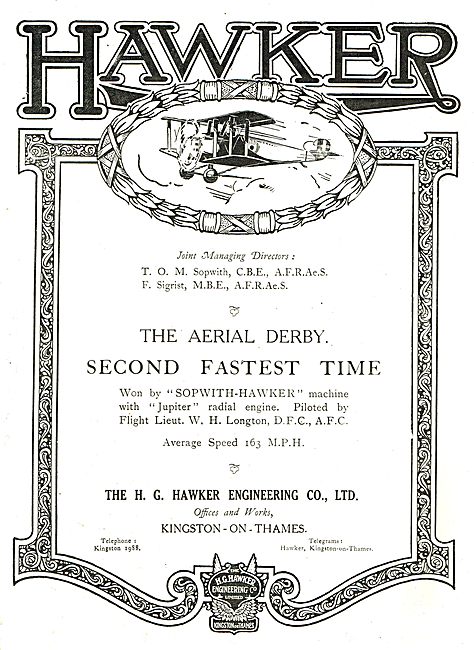 HAWKER
Joint Managing Directors :
T. O. M. Sopwith, C.B.E., A.F.R.Ae.S.
F. Sigrist, M.B.E., A.F.R.Ae.S.
THE AERIAL DERBY.
SECOND FASTEST TIME
Won by "SOPWITH-HAWKER" machine
with "Jupiter" radial engine. Piloted by
Flight Lieut. W. H. Longton, D.F.C., A.F.C.
Average Speed 163 M.P.H.
THE H. G. HAWKER ENGINEERING CO., LTD.
Offices and Works,
KINGSTON-ON-THAMES.
Telephone :
Kingston 1988.
Telegrams :
Hawker, Kingston-on-Thames.
THE
H.G. HAWKER
ENGINEERING Co
LIMITED
KINGSTON ON THAMES